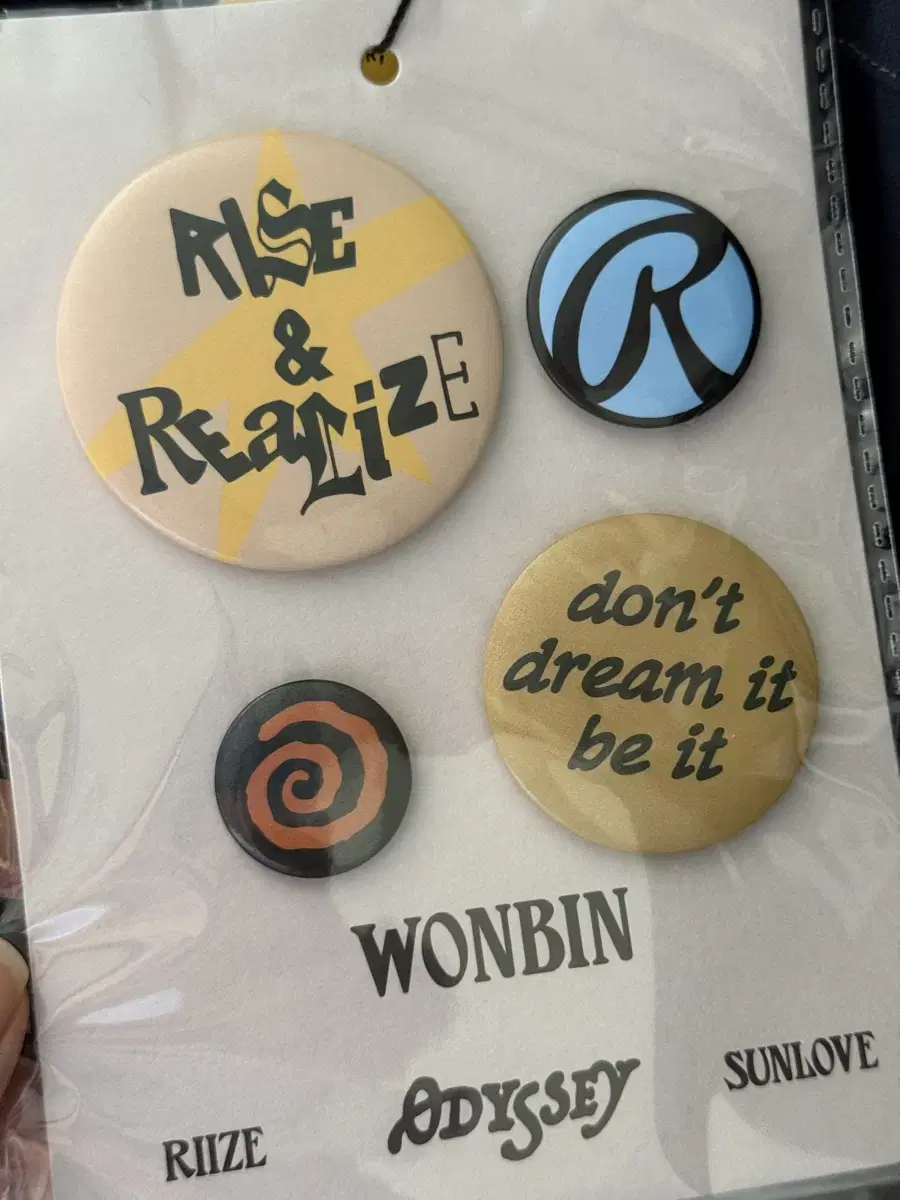 RISE
&
REALIZE
R
don't
dream it
be it
WONBIN
RIIZE
ODYSSEY
SUNLOVE